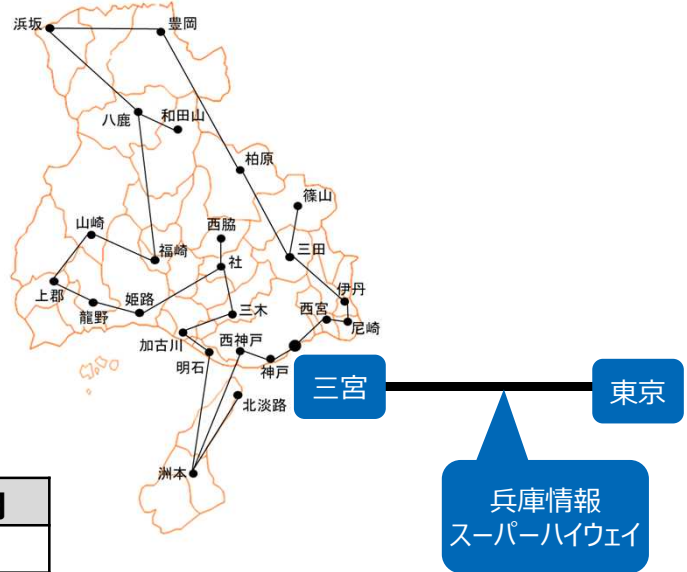 浜坂
豊岡
八鹿
和田山
柏原
篠山
山崎
西脇
福崎
社
三田
上郡
伊丹
龍野
姫路
三木
西宮
尼崎
加古川
西神戸
明石
神戸
三宮
東京
北淡路
洲本
兵庫情報
スーパーハイウェイ